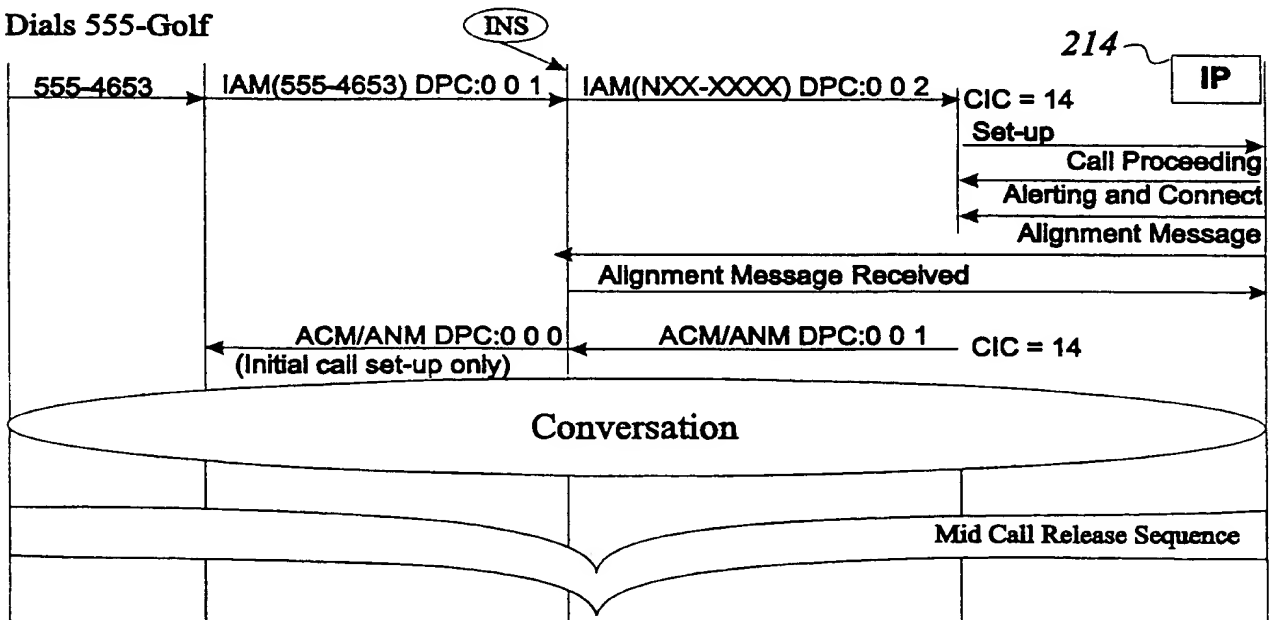 Dials 555-Golf
INS
214
IP
555-4653
IAM(555-4653) DPC:0 0 1
IAM(NXX-XXXX) DPC:0 0 2
CIC = 14
Set-up
Call Proceeding
Alerting and Connect
Alignment Message
Alignment Message Received
ACM/ANM DPC:0 0 0
ACM/ANM DPC:0 0 1
CIC = 14
(Initial call set-up only)
Conversation
Mid Call Release Sequence